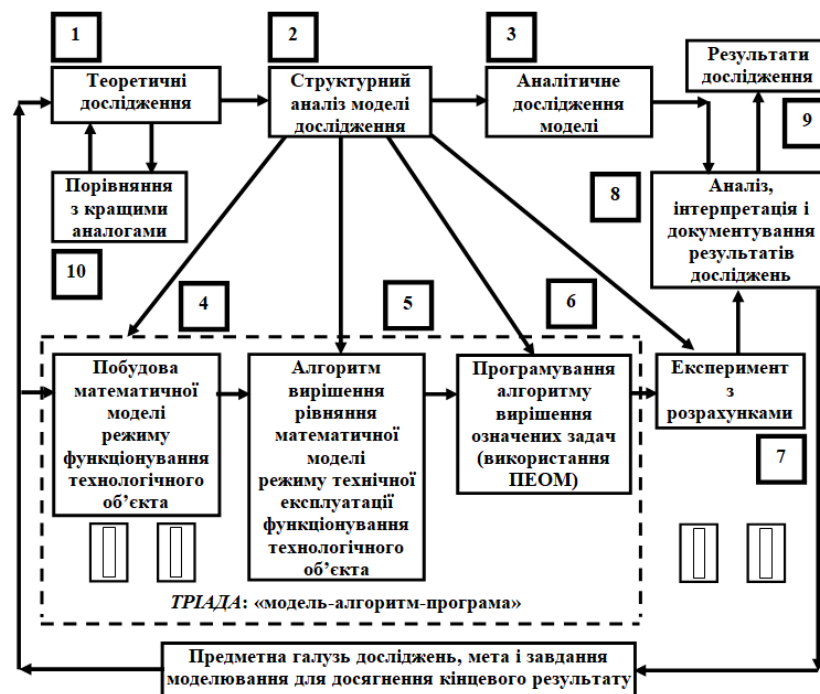 1
2
3
Теоретичні
дослідження
Структурний
аналіз моделі
дослідження
Аналітичне
дослідження
моделі
Результати
дослідження
9
Порівняння
з кращими
аналогами
10
8
Аналіз,
інтерпретація і
документування
результатів
досліджень
4
5
6
Побудова
математичної
моделі
режиму
функціонування
технологічного
об’єкта
Алгоритм
вирішення
рівняння
математичної
моделі
режиму технічної
експлуатації
функціонування
технологічного
об’єкта
Програмування
алгоритму
вирішення
означених задач
(використання
ПЕОМ)
Експеримент
з
розрахунками
7
ТРІАДА: «модель-алгоритм-програма»
Предметна галузь досліджень, мета і завдання
моделювання для досягнення кінцевого результату